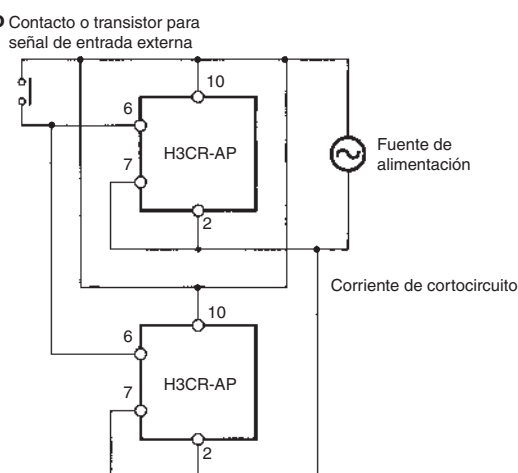 Contacto o transistor para
señal de entrada externa
10
6
H3CR-AP
7
2
Fuente de
alimentación
Corriente de cortocircuito
10
6
H3CR-AP
7
2